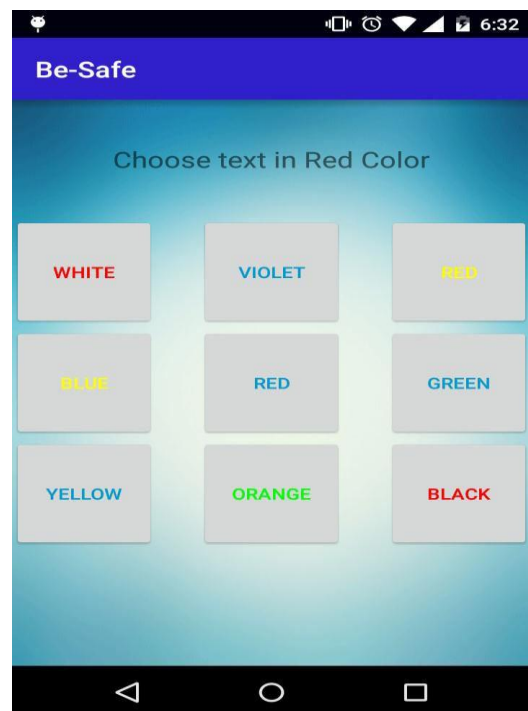 6:32
Be-Safe
Choose text in Red Color
WHITE VIOLET RED
BLUE RED GREEN
YELLOW ORANGE BLACK